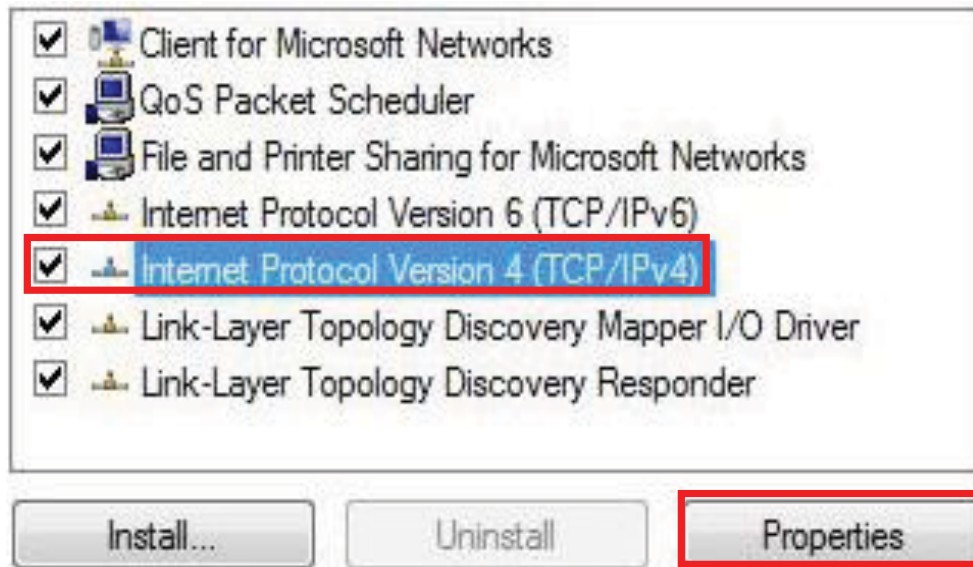 Client for Microsoft Networks
QoS Packet Scheduler
File and Printer Sharing for Microsoft Networks
Internet Protocol Version 6 (TCP/IPv6)
Internet Protocol Version 4 (TCP/IPv4)
Link-Layer Topology Discovery Mapper I/O Driver
Link-Layer Topology Discovery Responder
Install... Uninstall Properties